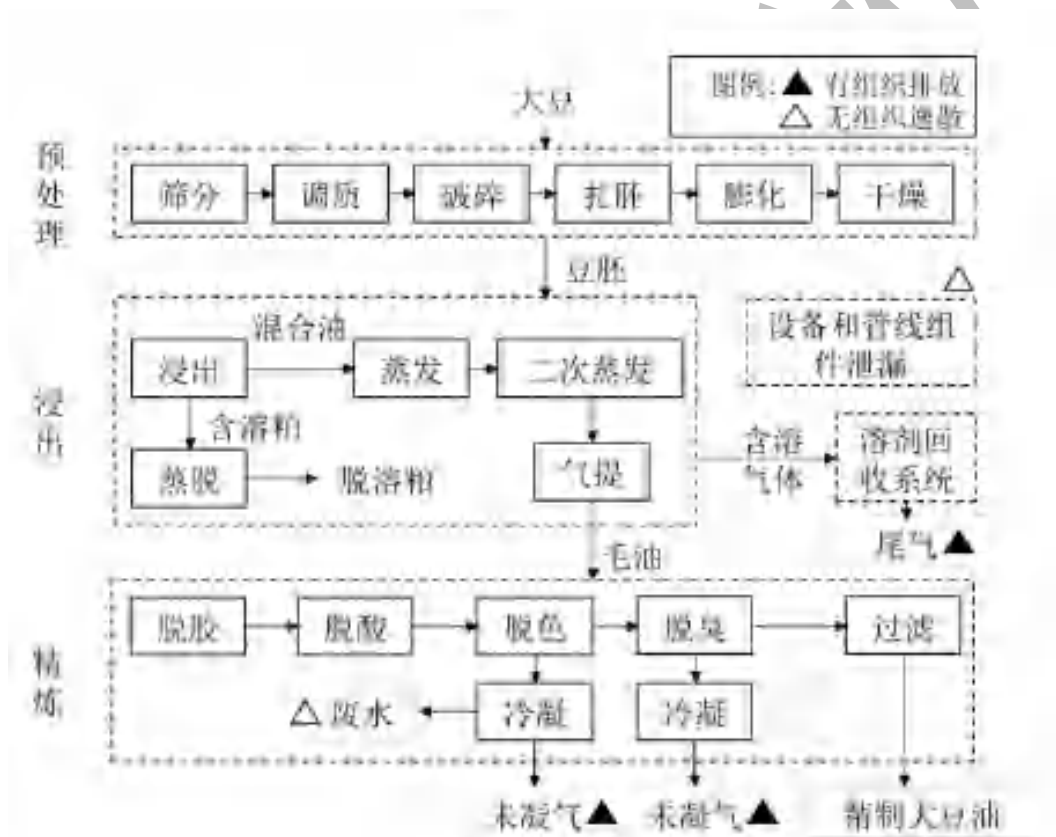 图例:▲ 有组织排放
△ 无组织逸散
大豆
预处理
筛分
调质
破碎
扎胚
膨化
干燥
豆胚
浸出
浸出
混合油
蒸发
二次蒸发
设备和管线组
件泄漏
含溶粕
蒸脱
脱溶粕
气提
含溶
气体
溶剂回
收系统
尾气▲
毛油
精炼
脱胶
脱酸
脱色
脱臭
过滤
△ 废水
冷凝
冷凝
未凝气▲
未凝气▲
精制大豆油